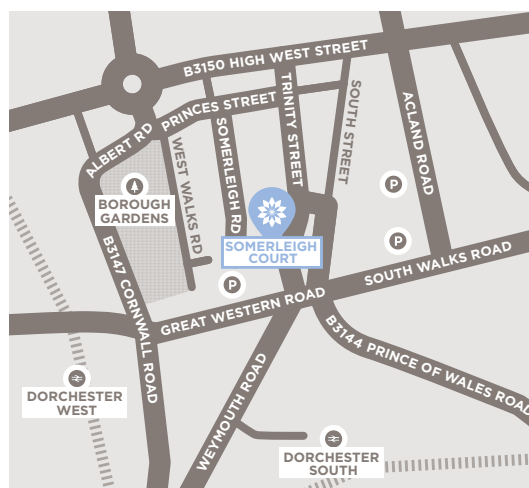 B3150 HIGH WEST STREET
PRINCES STREET
ALBERT RD
TRINITY STREET
SOUTH STREET
ACLAND ROAD
SOMERLEIGH RD
WEST WALKS RD
P
BOROUGH
GARDENS
SOMERLEIGH
COURT
P
P
SOUTH WALKS ROAD
B3147 CORNWALL ROAD
GREAT WESTERN ROAD
B3144 PRINCE OF WALES ROAD
WEYMOUTH ROAD
DORCHESTER
WEST
DORCHESTER
SOUTH